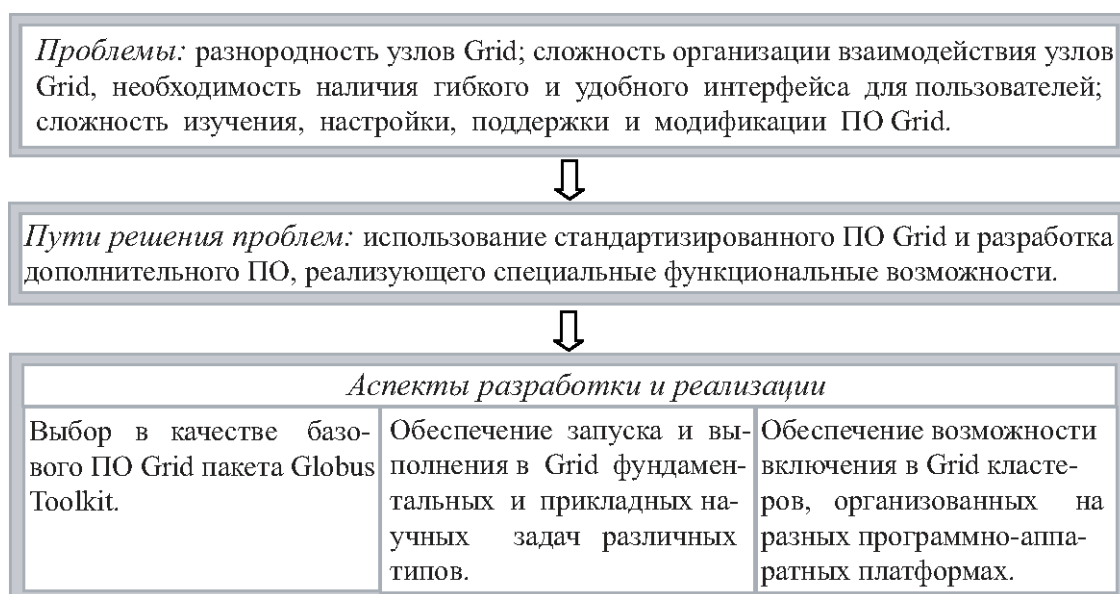 Проблемы: разнородность узлов Grid; сложность организации взаимодействия узлов
Grid, необходимость наличия гибкого и удобного интерфейса для пользователей;
сложность изучения, настройки, поддержки и модификации ПО Grid.
Пути решения проблем: использование стандартизированного ПО Grid и разработка
дополнительного ПО, реализующего специальные функциональные возможности.
Аспекты разработки и реализации
Выбор в качестве базо-
вого ПО Grid пакета Globus
Toolkit.
Обеспечение запуска и вы-
полнения в Grid фундамен-
тальных и прикладных на-
учных задач различных
типов.
Обеспечение возможности
включения в Grid класте-
ров, организованных на
разных программно-аппа-
ратных платформах.